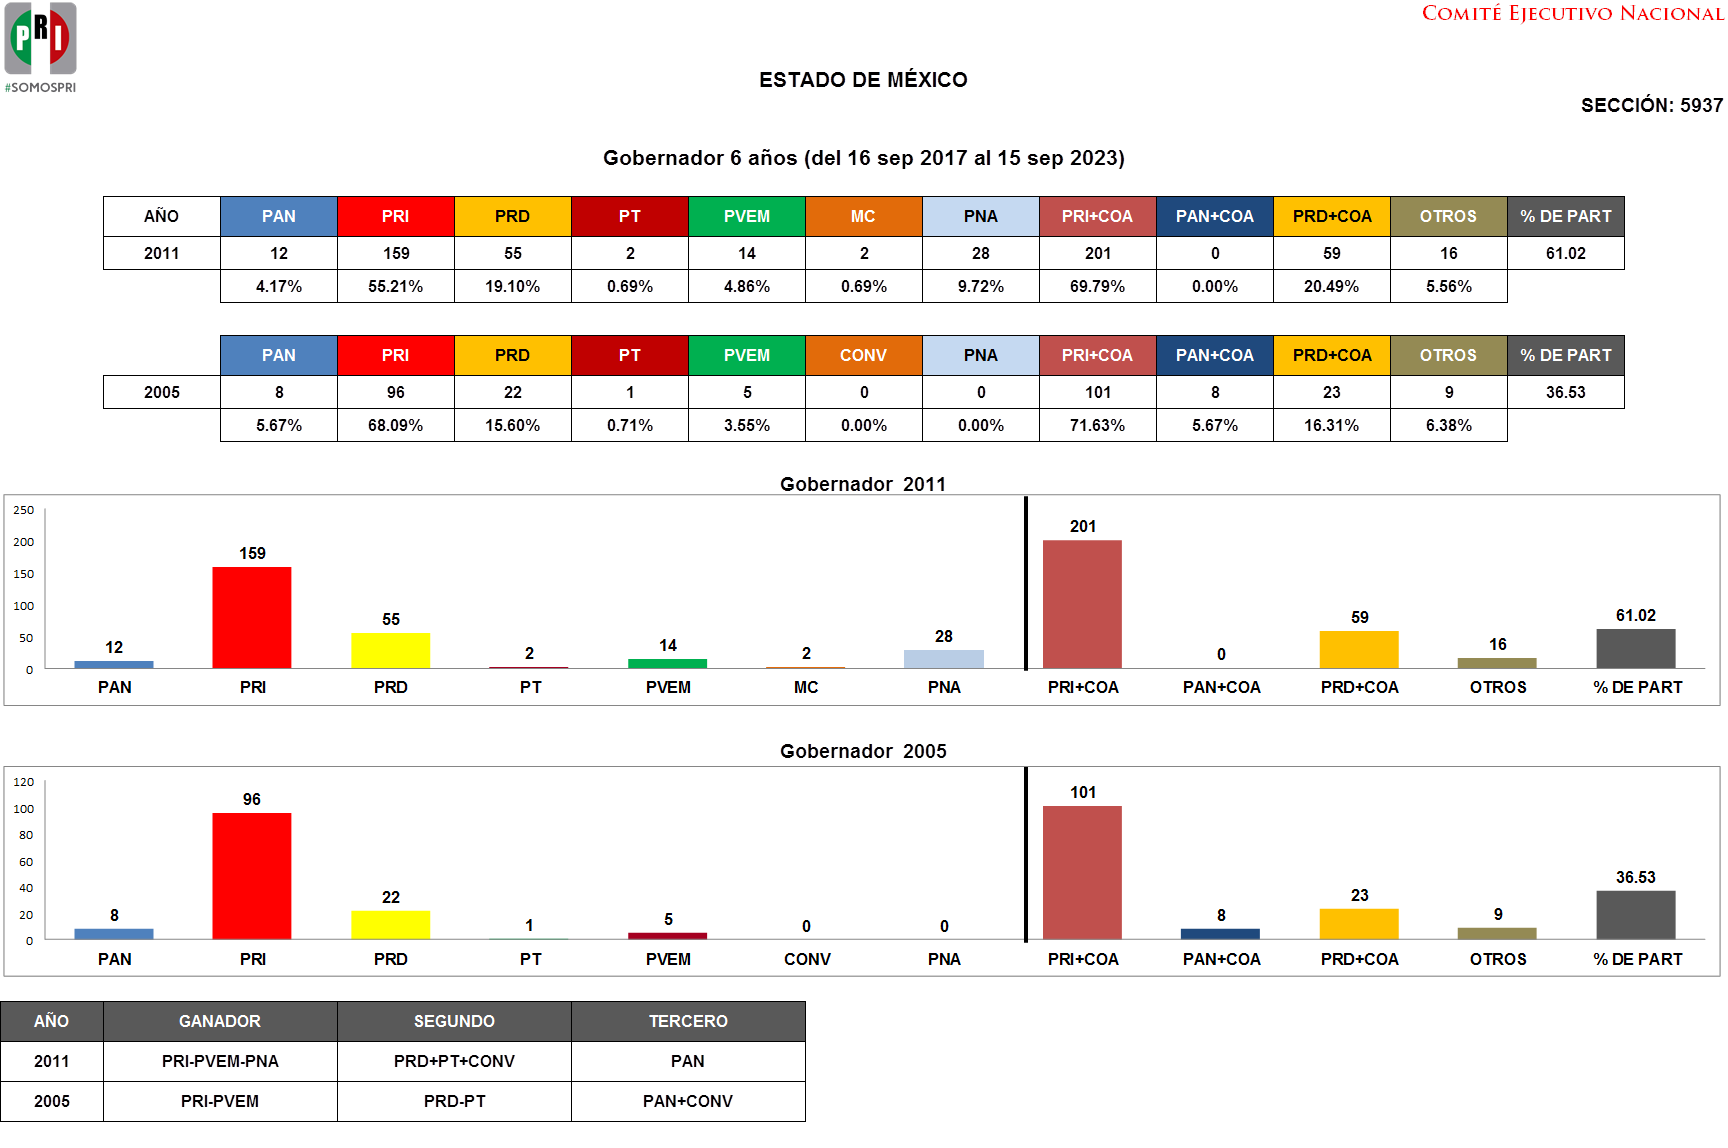 PRI
#SOMOSPRI
COMITÉ EJECUTIVO NACIONAL
ESTADO DE MÉXICO
SECCIÓN: 5937
Gobernador 6 años (del 16 sep 2017 al 15 sep 2023)
AÑO PAN PRI PRD PT PVEM MC PNA PRI+COA PAN+COA PRD+COA OTROS % DE PART
2011 12 159 55 2 14 2 28 201 0 59 16 61.02
4.17% 55.21% 19.10% 0.69% 4.86% 0.69% 9.72% 69.79% 0.00% 20.49% 5.56%
PAN PRI PRD PT PVEM CONV PNA PRI+COA PAN+COA PRD+COA OTROS % DE PART
2005 8 96 22 1 5 0 0 101 8 23 9 36.53
5.67% 68.09% 15.60% 0.71% 3.55% 0.00% 0.00% 71.63% 5.67% 16.31% 6.38%
Gobernador 2011
250
200
150
100
50
0
12 159 55 2 14 2 28 201 0 59 16 61.02
PAN PRI PRD PT PVEM MC PNA PRI+COA PAN+COA PRD+COA OTROS % DE PART
Gobernador 2005
120
100
80
60
40
20
0
8 96 22 1 5 0 0 101 8 23 9 36.53
PAN PRI PRD PT PVEM CONV PNA PRI+COA PAN+COA PRD+COA OTROS % DE PART
AÑO GANADOR SEGUNDO TERCERO
2011 PRI-PVEM-PNA PRD+PT+CONV PAN
2005 PRI-PVEM PRD-PT PAN+CONV